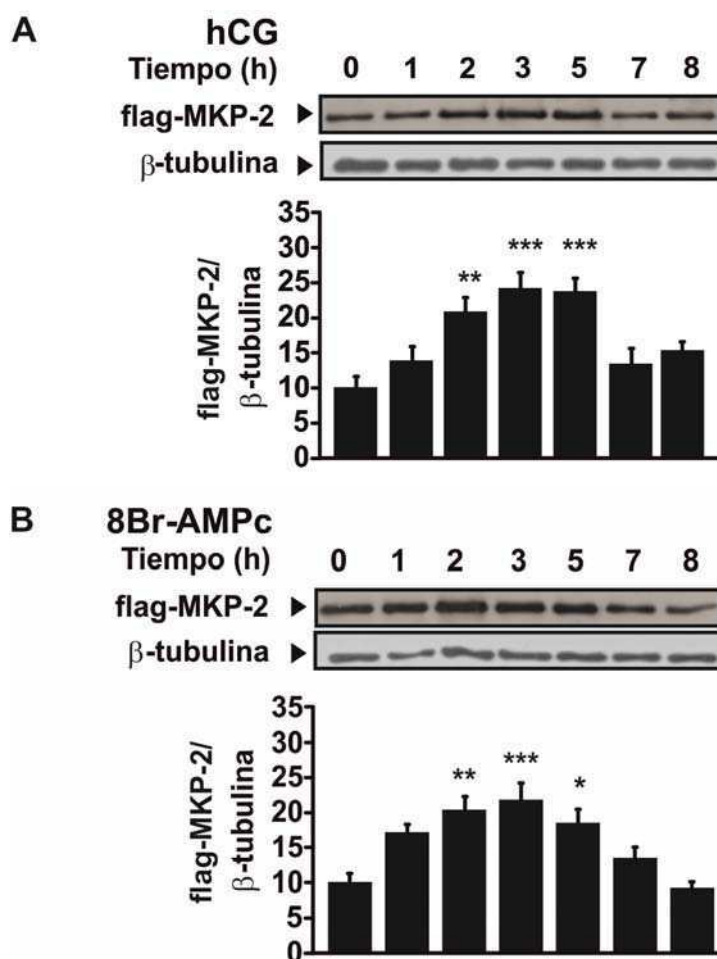 A
hCG
Tiempo (h) 0 1 2 3 5 7 8
flag-MKP-2
β-tubulina
flag-MKP-2/
β-tubulina
35
30
25
20
15
10
5
0
** *** ***
B
8Br-AMPc
Tiempo (h) 0 1 2 3 5 7 8
flag-MKP-2
β-tubulina
flag-MKP-2/
β-tubulina
35
30
25
20
15
10
5
0
** *** *